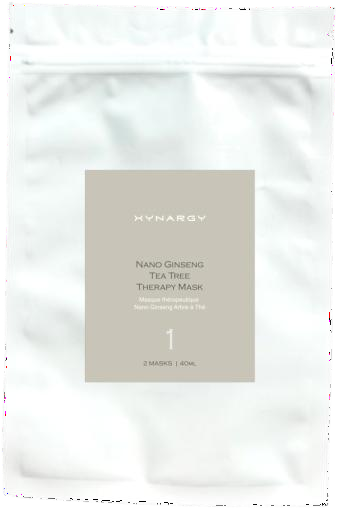 XYNARGY
NANO GINSENG
TEA TREE
THERAPY MASK
Masque thérapeutique
Nano Ginseng Arbre à Thé
1
2 MASKS | 40ML